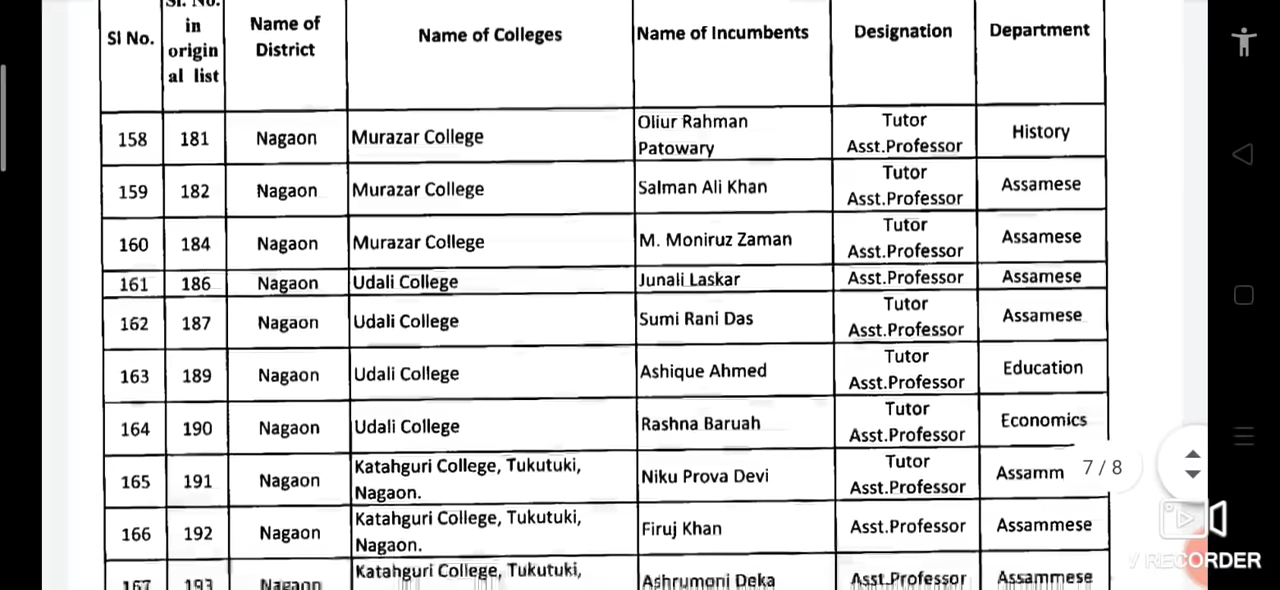 Sl. No.
in
origin
al list
Sl No.
Name of
District
Name of Colleges
Name of Incumbents
Designation
Department
158
181
Nagaon
Murazar College
Oliur Rahman
Patowary
Tutor
Asst.Professor
History
159
182
Nagaon
Murazar College
Salman Ali Khan
Tutor
Asst.Professor
Assamese
160
184
Nagaon
Murazar College
M. Moniruz Zaman
Tutor
Asst.Professor
Assamese
161
186
Nagaon
Udali College
Junali Laskar
Asst.Professor
Assamese
162
187
Nagaon
Udali College
Sumi Rani Das
Tutor
Asst.Professor
Assamese
163
189
Nagaon
Udali College
Ashique Ahmed
Tutor
Asst.Professor
Education
164
190
Nagaon
Udali College
Rashna Baruah
Tutor
Asst.Professor
Economics
165
191
Nagaon
Katahguri College, Tukutuki,
Nagaon.
Niku Prova Devi
Tutor
Asst.Professor
Assamm
7 / 8
166
192
Nagaon
Katahguri College, Tukutuki,
Nagaon.
Firuj Khan
Asst.Professor
Assammese
167
193
Nagaon
Katahguri College, Tukutuki,
Ashrumoni Deka
Asst.Professor
Assammese
RECORDER